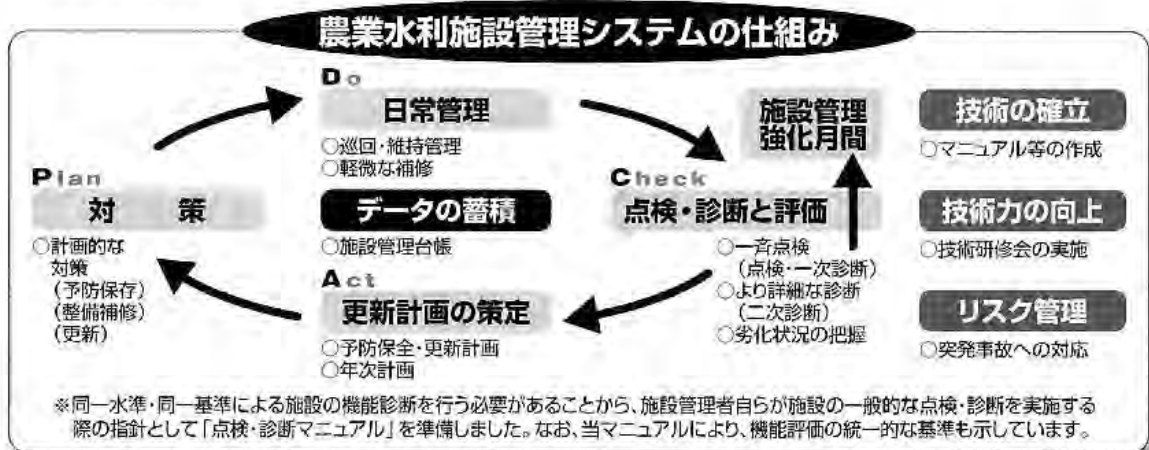 農業水利施設管理システムの仕組み
Do
日常管理
○巡回・維持管理
○軽微な補修
Plan
対 策
○計画的な
対策
(予防保存)
(整備補修)
(更新)
データの蓄積
○施設管理台帳
Act
更新計画の策定
○予防保全・更新計画
○年次計画
Check
点検・診断と評価
○一斉点検
(点検・一次診断)
○より詳細な診断
(二次診断)
○劣化状況の把握
施設管理
強化月間
技術の確立
○マニュアル等の作成
技術力の向上
○技術研修会の実施
リスク管理
○突発事故への対応
※同一水準・同一基準による施設の機能診断を行う必要があることから、施設管理者自らが施設の一般的な点検・診断を実施する
際の指針として「点検・診断マニュアル」を準備しました。なお、当マニュアルにより、機能評価の統一的な基準も示しています。